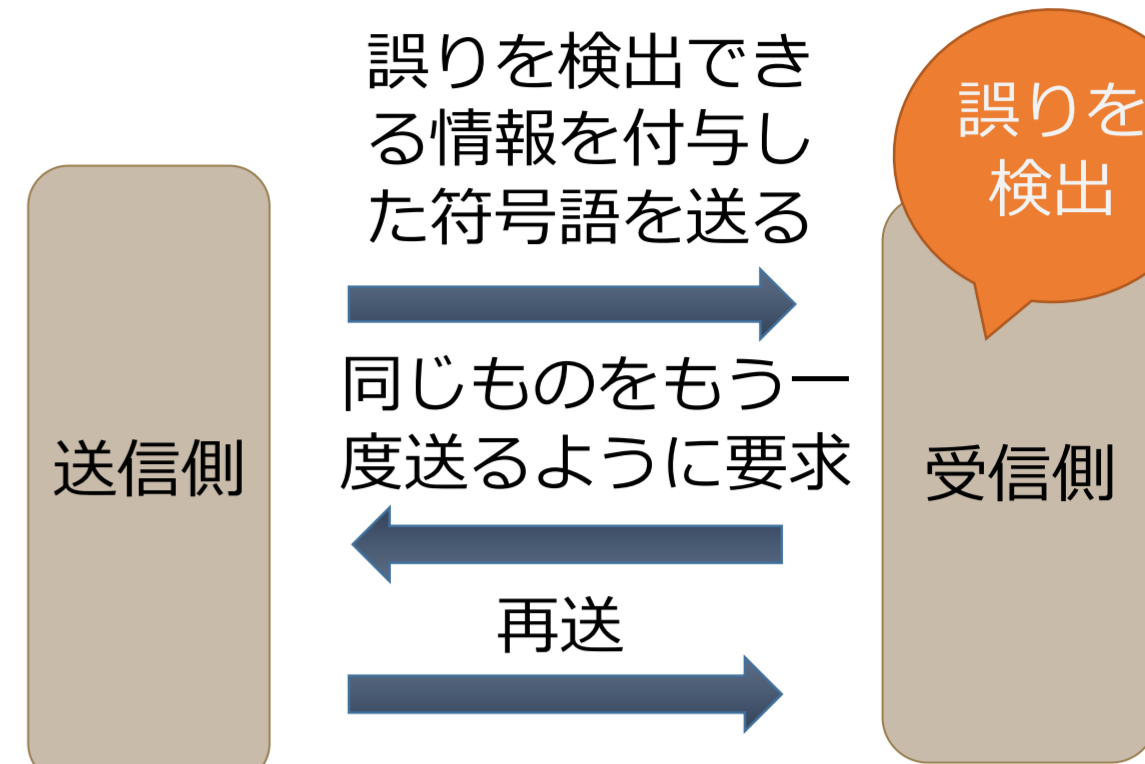 誤りを検出でき
る情報を付与し
た符号語を送る
誤りを
検出
同じものをもう一
度送るように要求
送信側
受信側
再送